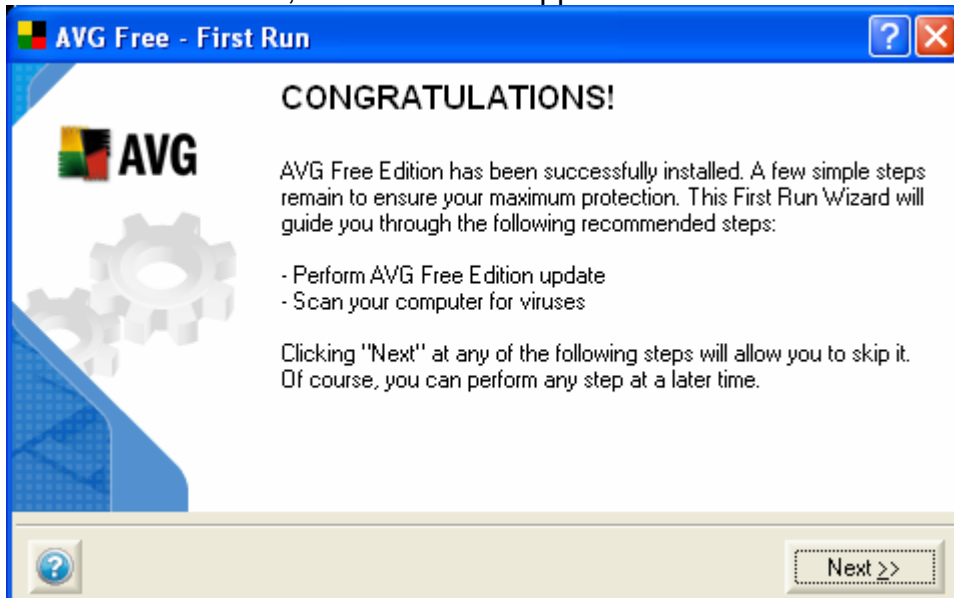 AVG Free - First Run
CONGRATULATIONS!
AVG
AVG Free Edition has been successfully installed. A few simple steps
remain to ensure your maximum protection. This First Run Wizard will
guide you through the following recommended steps:
- Perform AVG Free Edition update
- Scan your computer for viruses
Clicking "Next" at any of the following steps will allow you to skip it.
Of course, you can perform any step at a later time.
Next >>